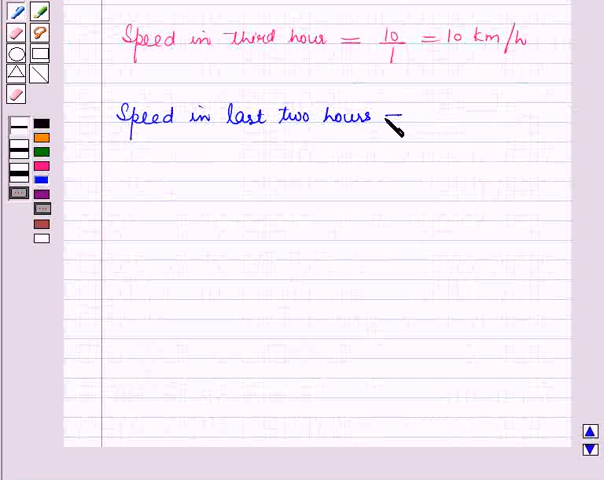 Speed in third hour = 10/1 = 10 km/h
Speed in last two hours =